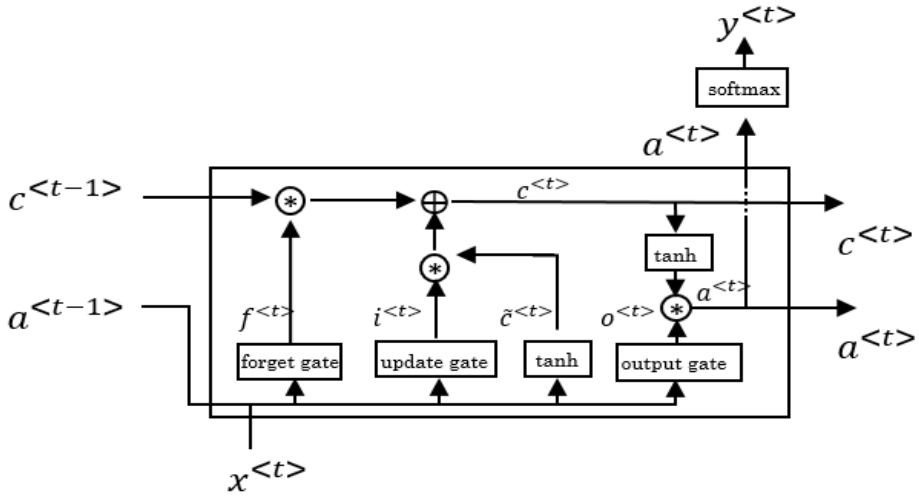 y<t>
softmax
a<t>
c<t−1>
c<t>
c<t>
tanh
a<t−1>
f<t>
i<t>
c̃<t>
o<t>
a<t>
a<t>
forget gate
update gate
tanh
output gate
x<t>